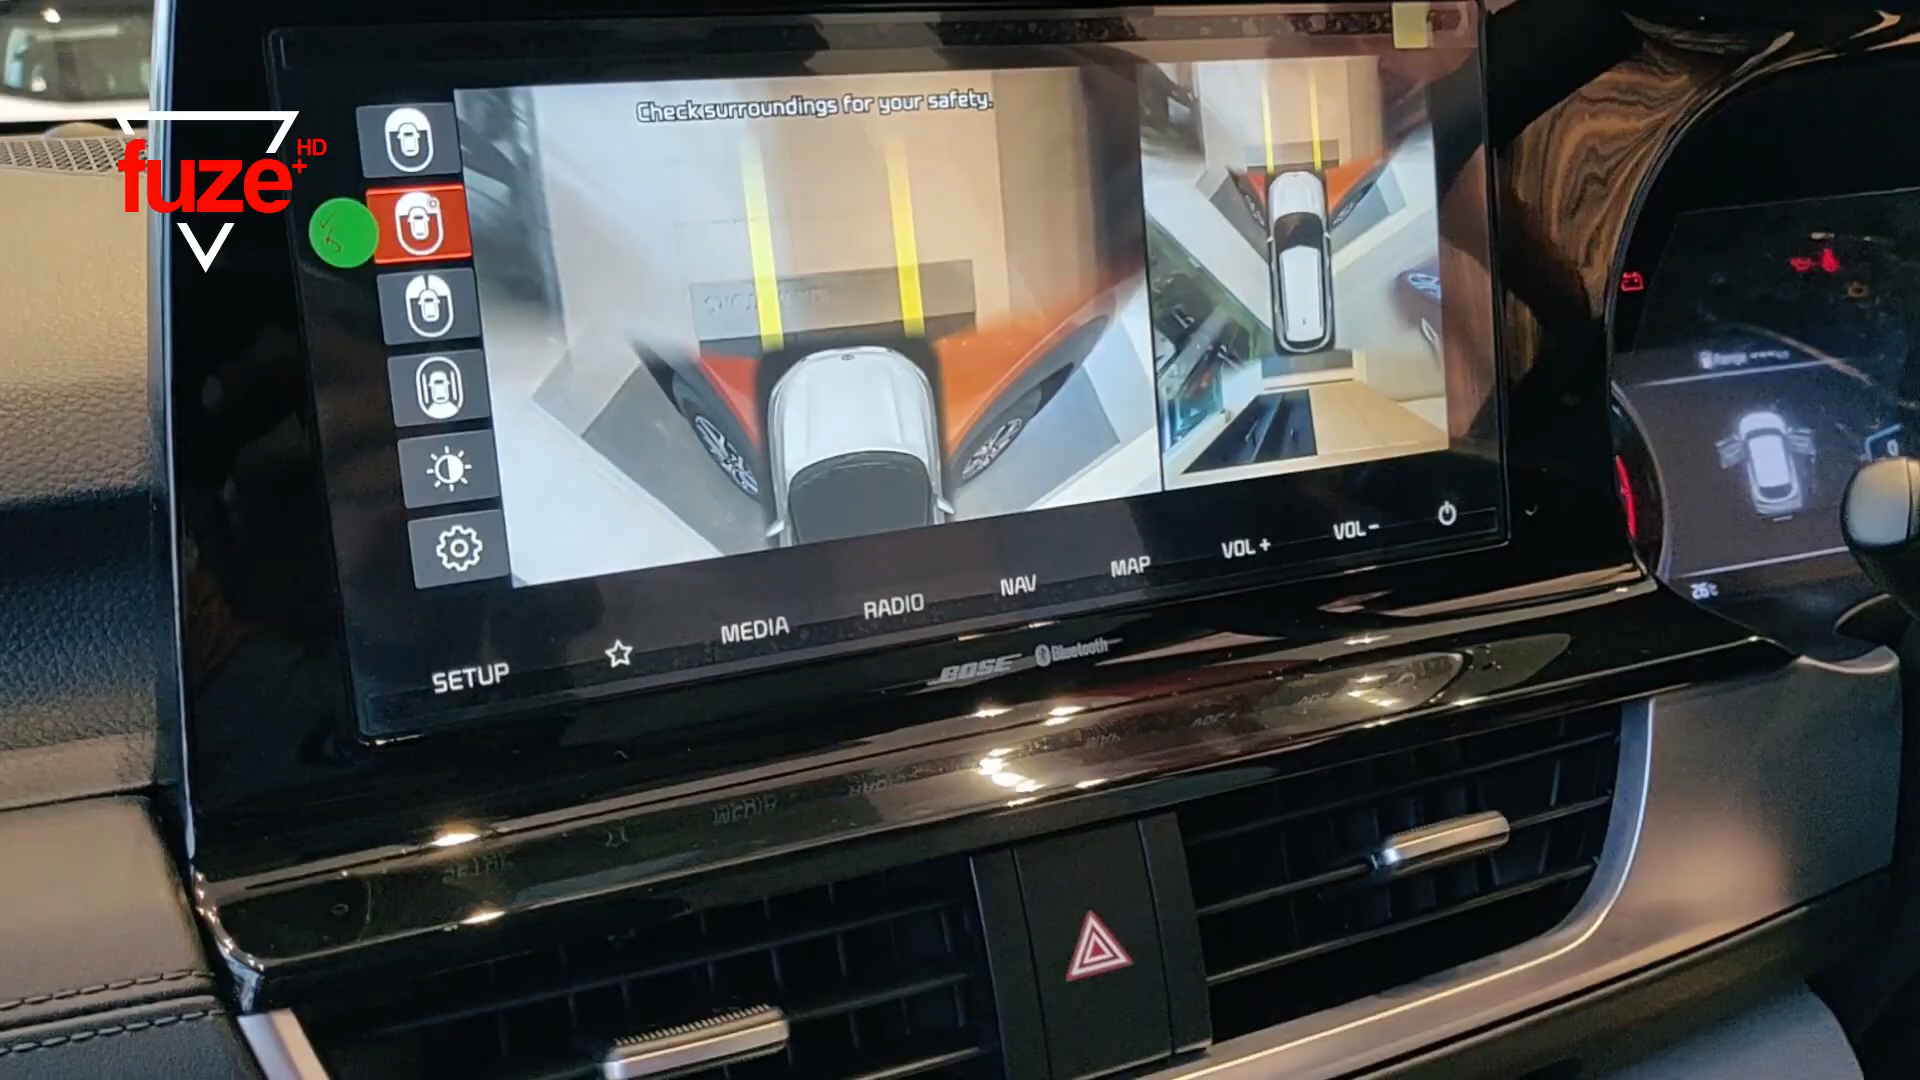 Check surroundings for your safety.
fuze+HD
SETUP
MEDIA
RADIO
NAV
MAP
VOL +
VOL -
BOSE
Bluetooth